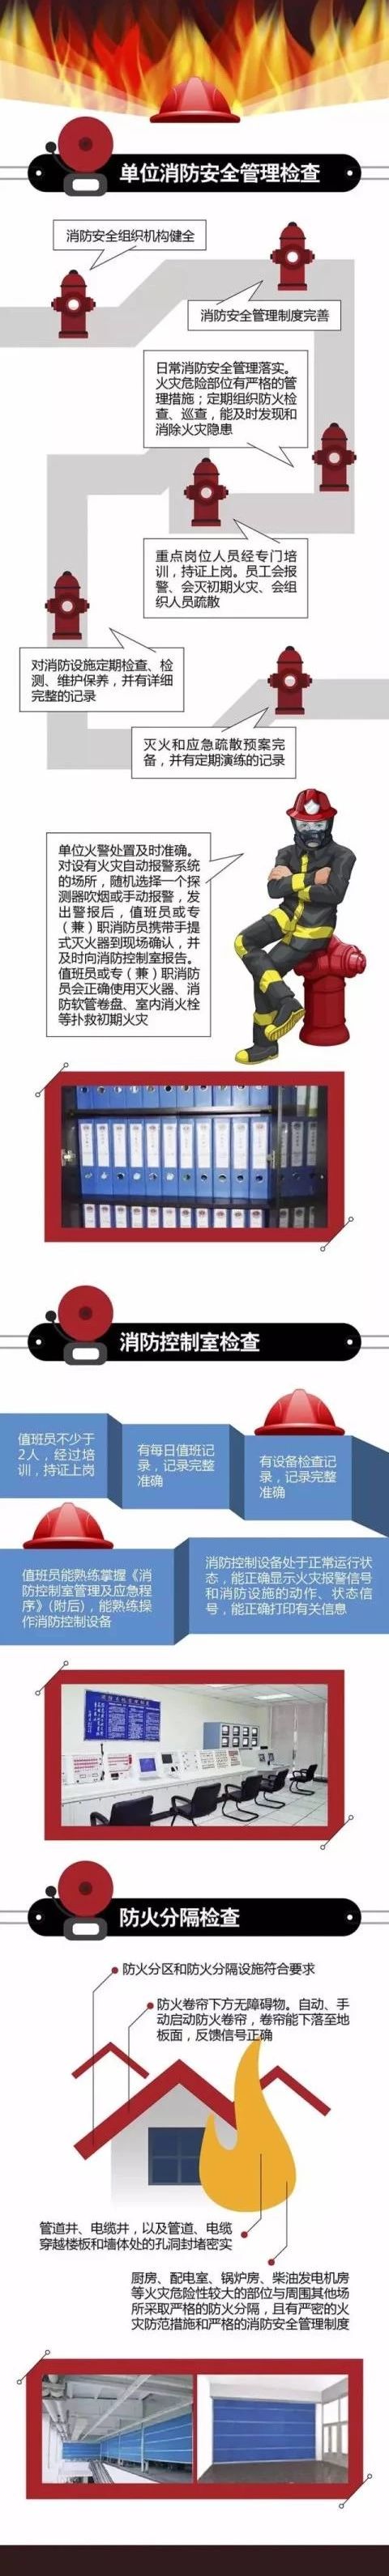 单位消防安全管理检查
消防安全组织机构健全
消防安全管理制度完善
日常消防安全管理落实。
火灾危险部位有严格的管
理措施；定期组织防火检
查、巡查，能及时发现和
消除火灾隐患
重点岗位人员经专门培
训，持证上岗。员工会报
警、会灭初期火灾、会组
织人员疏散
对消防设施定期检查、检
测、维护保养，并有详细
完整的记录
灭火和应急疏散预案完
备，并有定期演练的记录
单位火警处置及时准确。
对设有火灾自动报警系统
的场所，随机选择一个探
测器吹烟或手动报警，发
出警报后，值班员或专
（兼）职消防员携带手提
式灭火器到现场确认，并
及时向消防控制室报告。
值班员或专（兼）职消防
员会正确使用灭火器、消
防软管卷盘、室内消火栓
等扑救初期火灾
消防控制室检查
值班员不少于
2人，经过培
训，持证上岗
有每日值班记
录，记录完整
准确
有设备检查记
录，记录完整
准确
值班员能熟练掌握《消
防控制室管理及应急程
序》(附后)，能熟练操
作消防控制设备
消防控制设备处于正常运行状
态，能正确显示火灾报警信号
和消防设施的动作、状态信
号，能正确打印有关信息
防火分隔检查
防火分区和防火分隔设施符合要求
防火卷帘下方无障碍物。自动、手
动启动防火卷帘，卷帘能下落至地
板面，反馈信号正确
管道井、电缆井，以及管道、电缆
穿越楼板和墙体处的孔洞封堵密实
厨房、配电室、锅炉房、柴油发电机房
等火灾危险性较大的部位与周围其他场
所采取严格的防火分隔，且有严密的火
灾防范措施和严格的消防安全管理制度